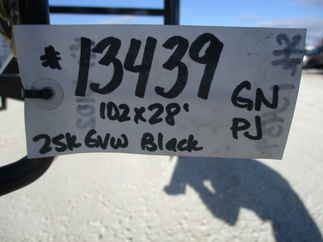 # 13439
102x28' GN
PJ
25K GVW Black